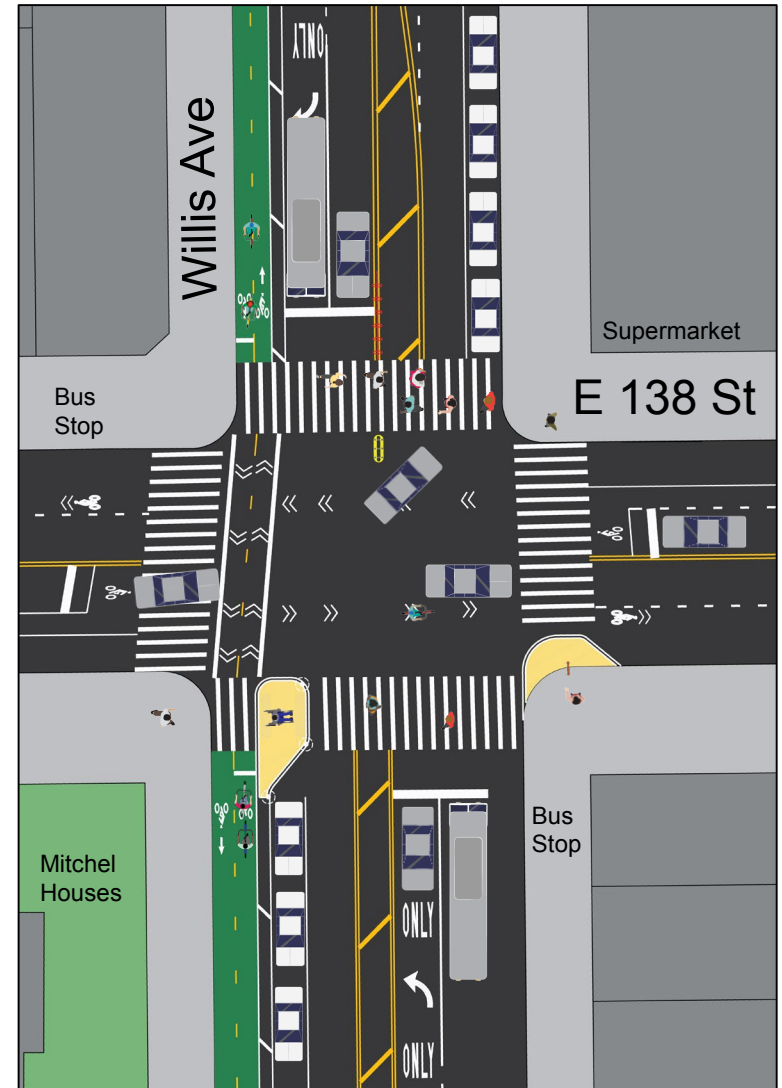 ONLY
Willis Ave
Supermarket
E 138 St
Bus
Stop
Bus
Stop
Mitchel
Houses
ONLY
ONLY